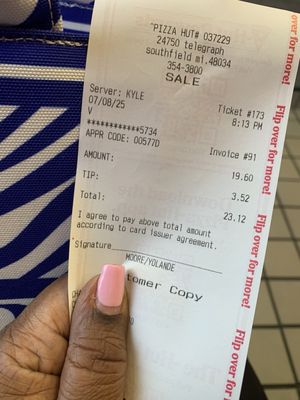 "PIZZA HUT# 037229
24750 telegraph
southfield mi.48034
354-3800
SALE
Server: KYLE
07/08/25
Ticket #173
8:13 PM
V
************5734
APPR CODE: 00577D
Invoice #91
AMOUNT: 19.60
TIP: 3.52
Total: 23.12
I agree to pay above total amount
according to card issuer agreement.
Signature
MOORE/YOLANDE
tomer Copy
over for more!
Flip over for more!
Flip over for more!
Flip over for more!